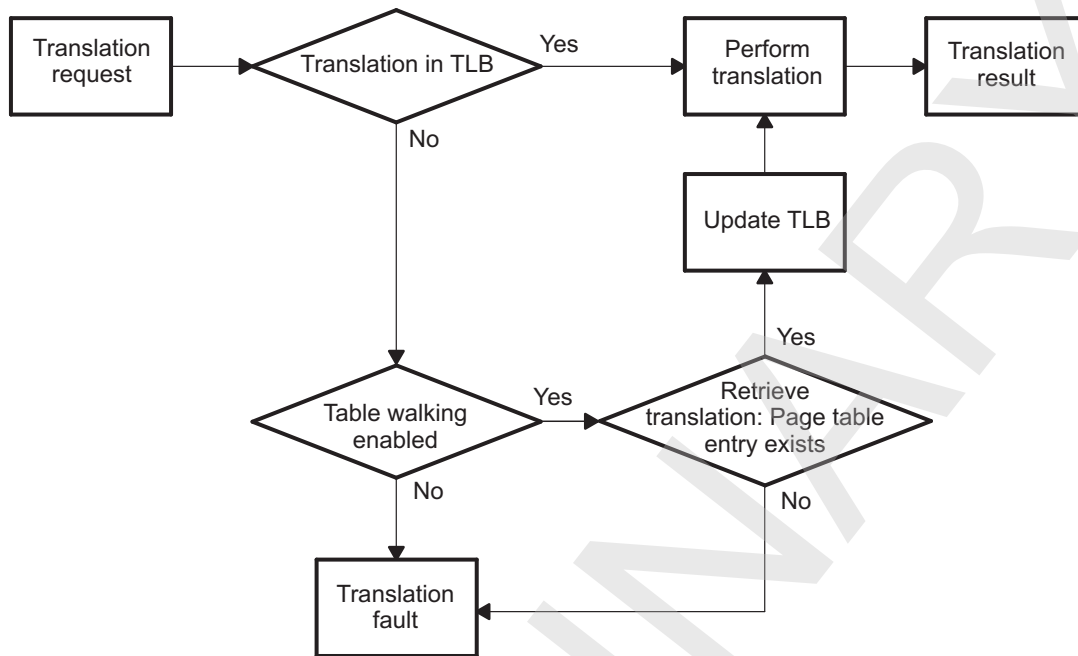 Translation
request
Translation in TLB
Yes
Perform
translation
Translation
result
No
Update TLB
Yes
Table walking
enabled
Yes
Retrieve
translation: Page table
entry exists
No
No
Translation
fault